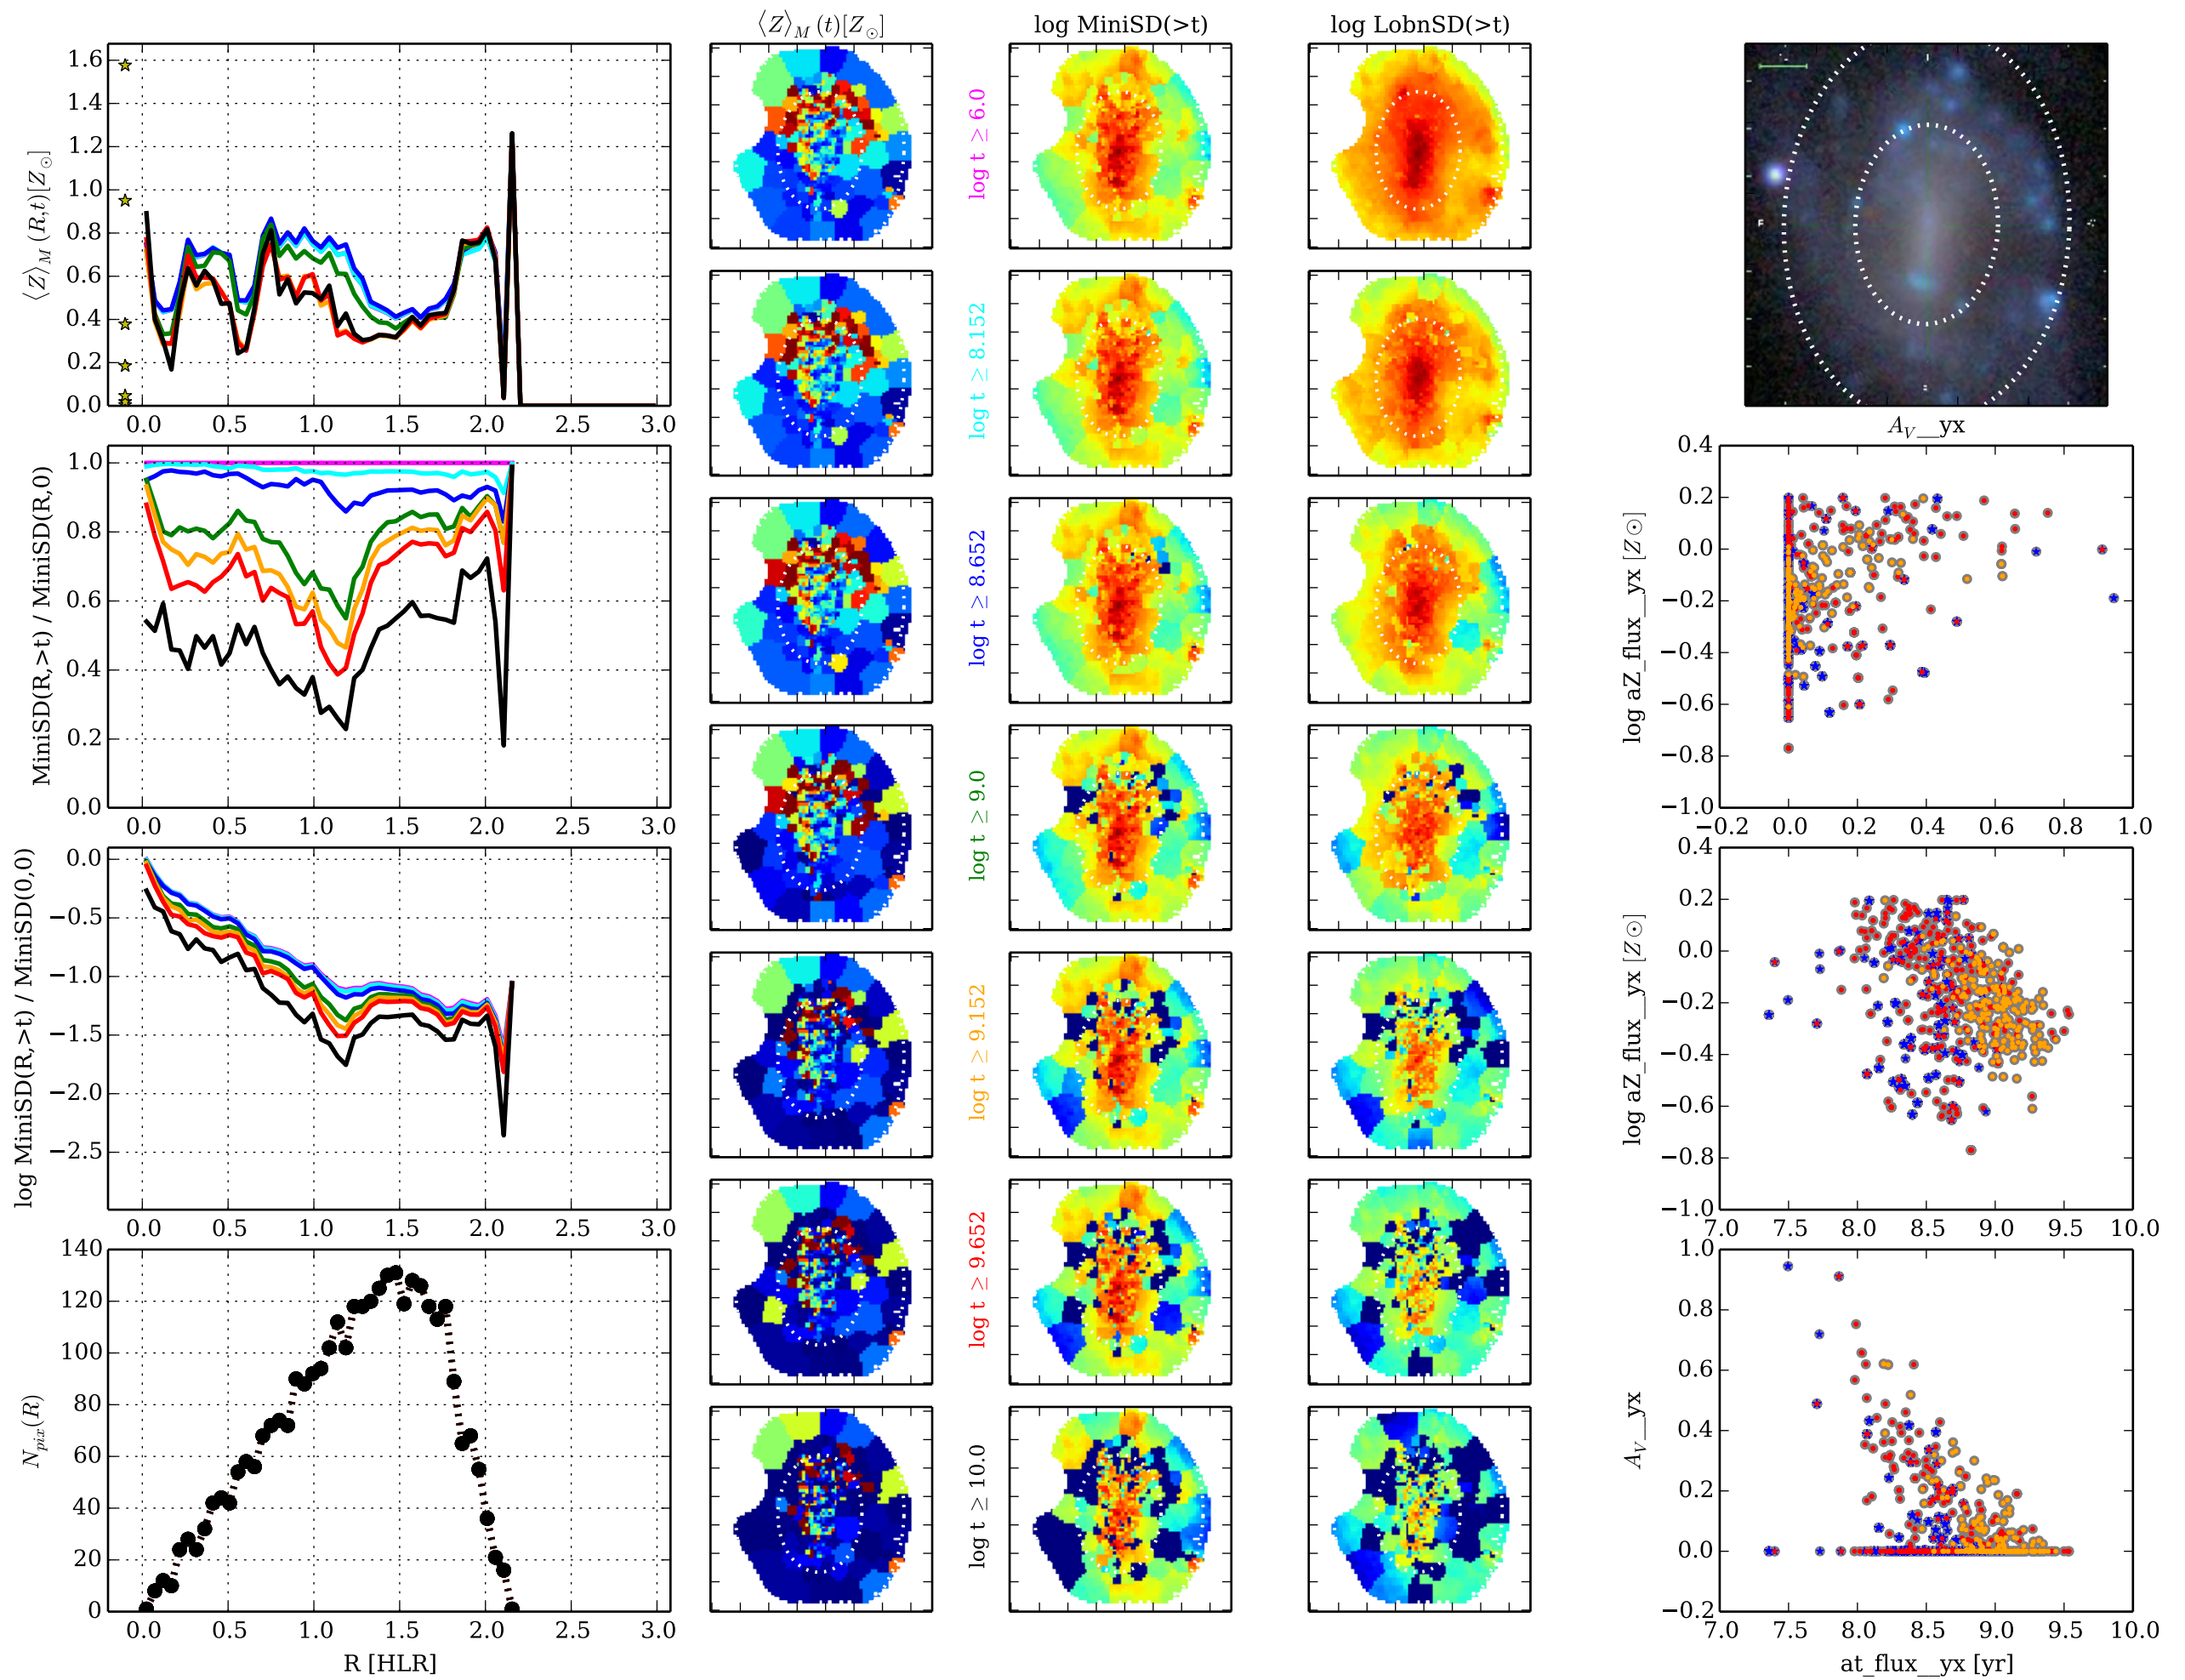 ⟨Z⟩_M (t)[Z_⊙]
log MiniSD(>t)
log LobnSD(>t)
⟨Z⟩_M (R,t)[Z_⊙]
1.6
1.4
1.2
1.0
0.8
0.6
0.4
0.2
0.0
0.0 0.5 1.0 1.5 2.0 2.5 3.0
MiniSD(R,>t) / MiniSD(R,0)
1.0
0.8
0.6
0.4
0.2
0.0
0.0 0.5 1.0 1.5 2.0 2.5 3.0
log MiniSD(R,>t) / MiniSD(0,0)
0.0
−0.5
−1.0
−1.5
−2.0
−2.5
0.0 0.5 1.0 1.5 2.0 2.5 3.0
N_pix(R)
140
120
100
80
60
40
20
0
0.0 0.5 1.0 1.5 2.0 2.5 3.0
R [HLR]
log t ≥ 6.0
log t ≥ 8.152
log t ≥ 8.652
log t ≥ 9.0
log t ≥ 9.152
log t ≥ 9.652
log t ≥ 10.0
A_V__yx
log aZ_flux__yx [Z⊙]
0.4
0.2
0.0
−0.2
−0.4
−0.6
−0.8
−1.0
−0.2 0.0 0.2 0.4 0.6 0.8 1.0
log aZ_flux__yx [Z⊙]
0.4
0.2
0.0
−0.2
−0.4
−0.6
−0.8
−1.0
7.0 7.5 8.0 8.5 9.0 9.5 10.0
A_V__yx
1.0
0.8
0.6
0.4
0.2
0.0
−0.2
7.0 7.5 8.0 8.5 9.0 9.5 10.0
at_flux__yx [yr]